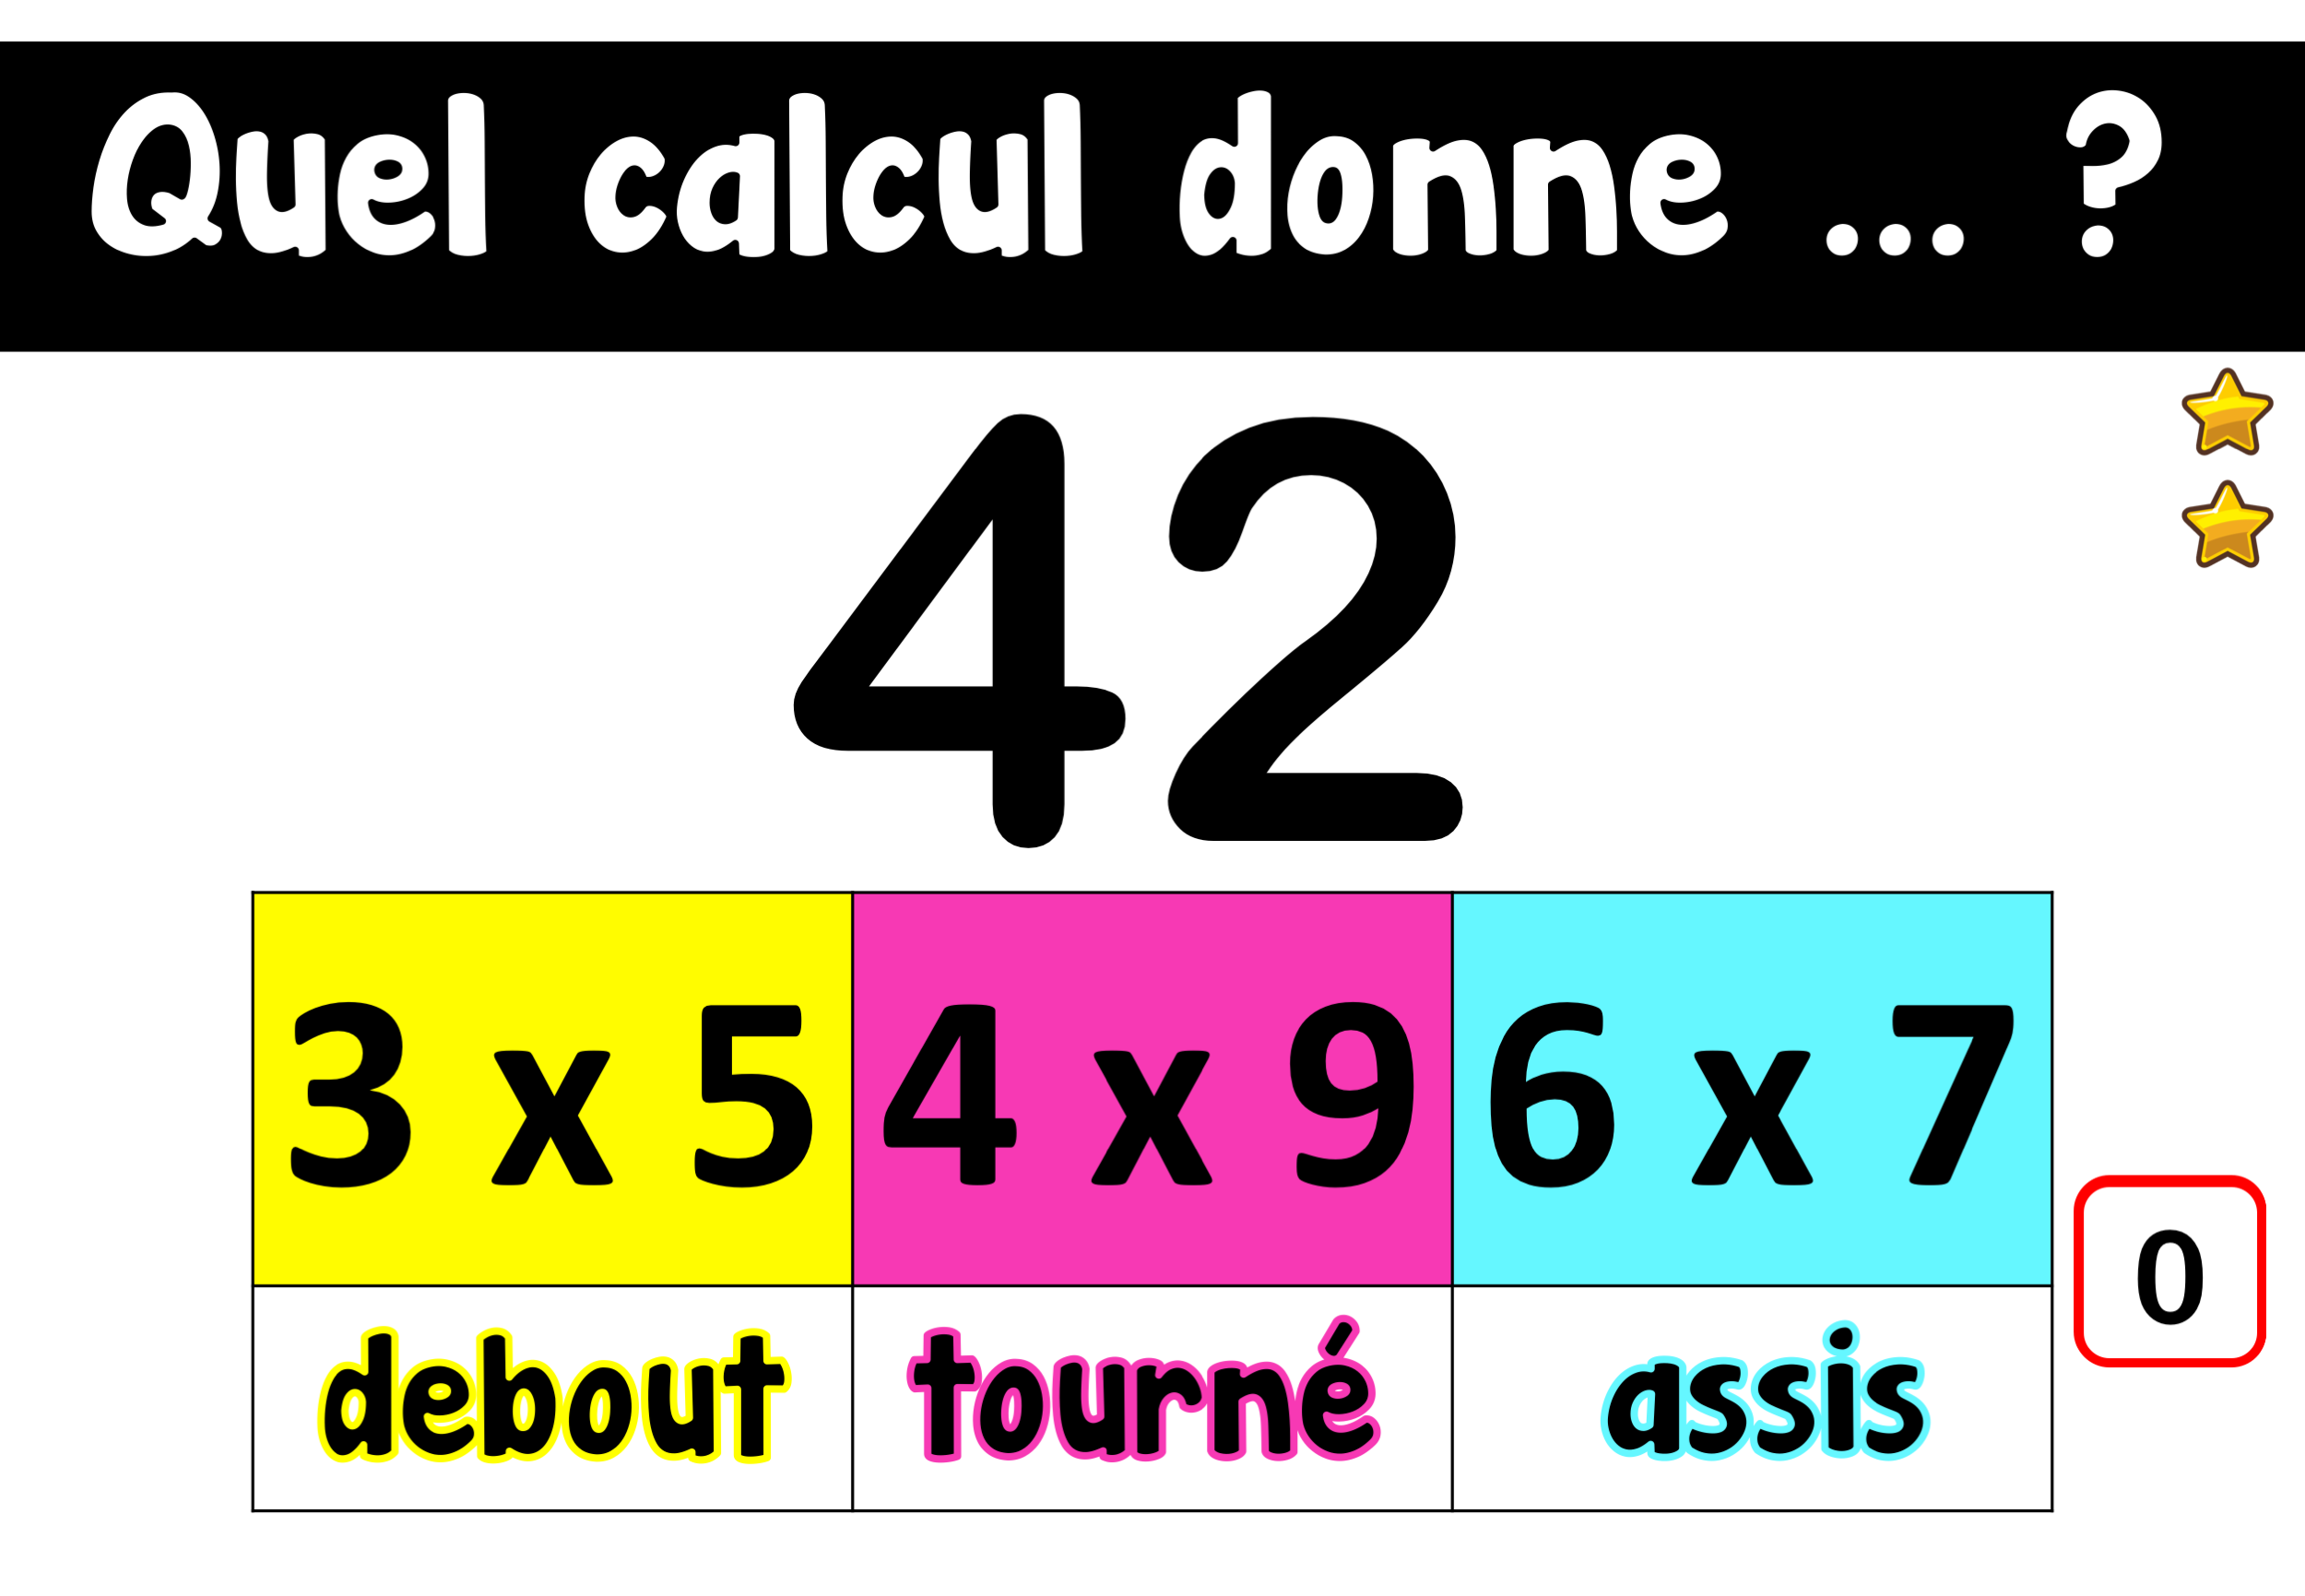 Quel calcul donne ... ?
42
3 x 5 4 x 9 6 x 7
0
debout tourné assis